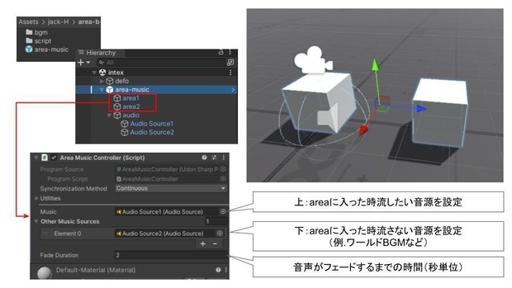 Assets > jack-H > area-b
bgm
script
area-music
Hierarchy
All
intex
defo
area-music
area1
area2
audio
Audio Source1
Audio Source2
Area Music Controller (Script)
Program Source
AreaMusicController (Udon Sharp P
Program Script
AreaMusicController
Synchronization Method
Continuous
Utilities
Music
Audio Source1 (Audio Source)
Other Music Sources
1
Element 0
Audio Source2 (Audio Source)
Fade Duration
2
Default-Material (Material)
上:areaに入った時流したい音源を設定
下:areaに入った時流さない音源を設定
(例.ワールドBGMなど)
音声がフェードするまでの時間(秒単位)